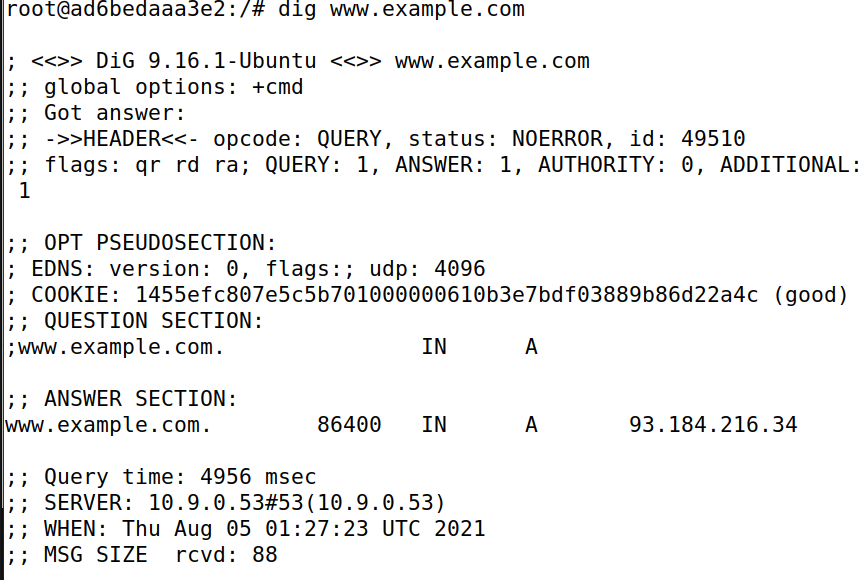 root@ad6bedaaa3e2:/# dig www.example.com

; <<>> DiG 9.16.1-Ubuntu <<>> www.example.com
;; global options: +cmd
;; Got answer:
;; ->>HEADER<<- opcode: QUERY, status: NOERROR, id: 49510
;; flags: qr rd ra; QUERY: 1, ANSWER: 1, AUTHORITY: 0, ADDITIONAL:
 1

;; OPT PSEUDOSECTION:
; EDNS: version: 0, flags:; udp: 4096
; COOKIE: 1455efc807e5c5b701000000610b3e7bdf03889b86d22a4c (good)
;; QUESTION SECTION:
;www.example.com.               IN      A

;; ANSWER SECTION:
www.example.com.        86400   IN      A       93.184.216.34

;; Query time: 4956 msec
;; SERVER: 10.9.0.53#53(10.9.0.53)
;; WHEN: Thu Aug 05 01:27:23 UTC 2021
;; MSG SIZE  rcvd: 88